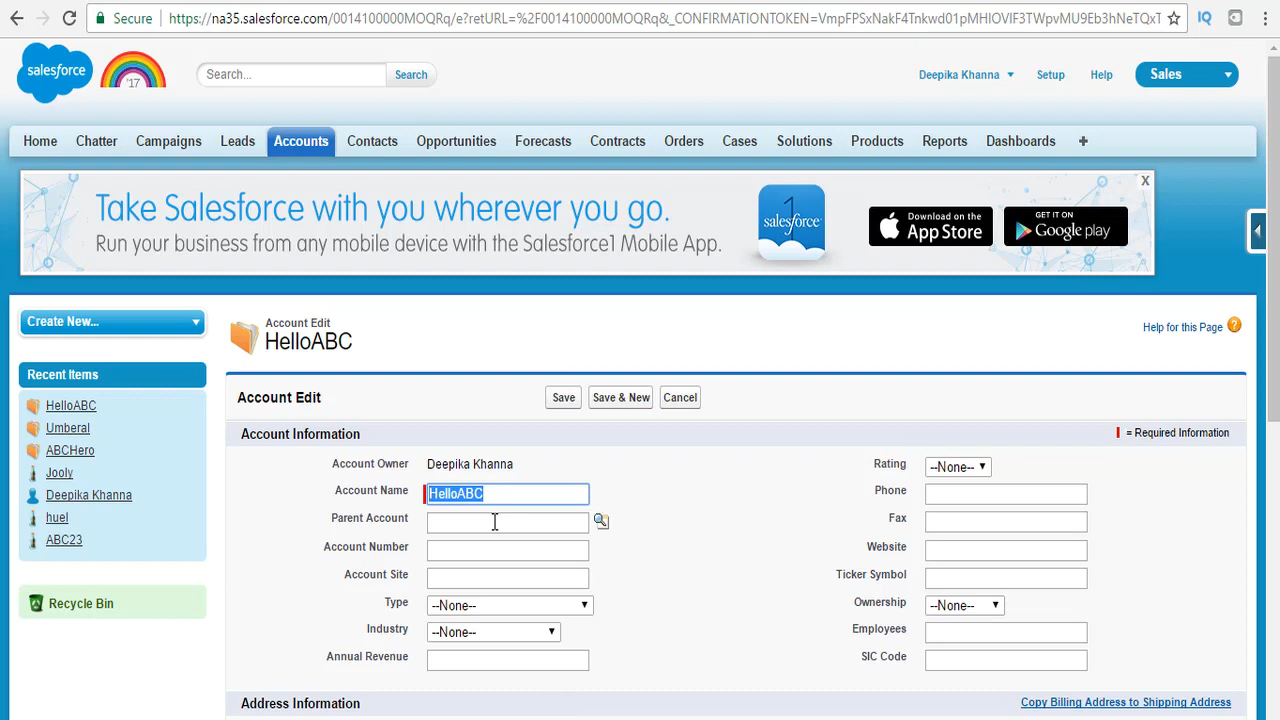 Secure https://na35.salesforce.com/0014100000MOQRq/e?retURL=%2F0014100000MOQRq&_CONFIRMATIONTOKEN=VmpFPSxNakF4Tnkwd01pMHlOVlF3TWpvMU9Eb3hNeTQxT
salesforce '17 Search... Search Deepika Khanna Setup Help Sales
Home Chatter Campaigns Leads Accounts Contacts Opportunities Forecasts Contracts Orders Cases Solutions Products Reports Dashboards +
Take Salesforce with you wherever you go.
Run your business from any mobile device with the Salesforce1 Mobile App.
1
salesforce
Download on the
App Store
GET IT ON
Google play
X
Create New...
Recent Items
HelloABC
Umberal
ABCHero
Jooly
Deepika Khanna
huel
ABC23
Recycle Bin
Account Edit
HelloABC
Help for this Page ?
Account Edit Save Save & New Cancel
Account Information = Required Information
Account Owner Deepika Khanna Rating --None--
Account Name HelloABC Phone
Parent Account Fax
Account Number Website
Account Site Ticker Symbol
Type --None-- Ownership --None--
Industry --None-- Employees
Annual Revenue SIC Code
Address Information Copy Billing Address to Shipping Address